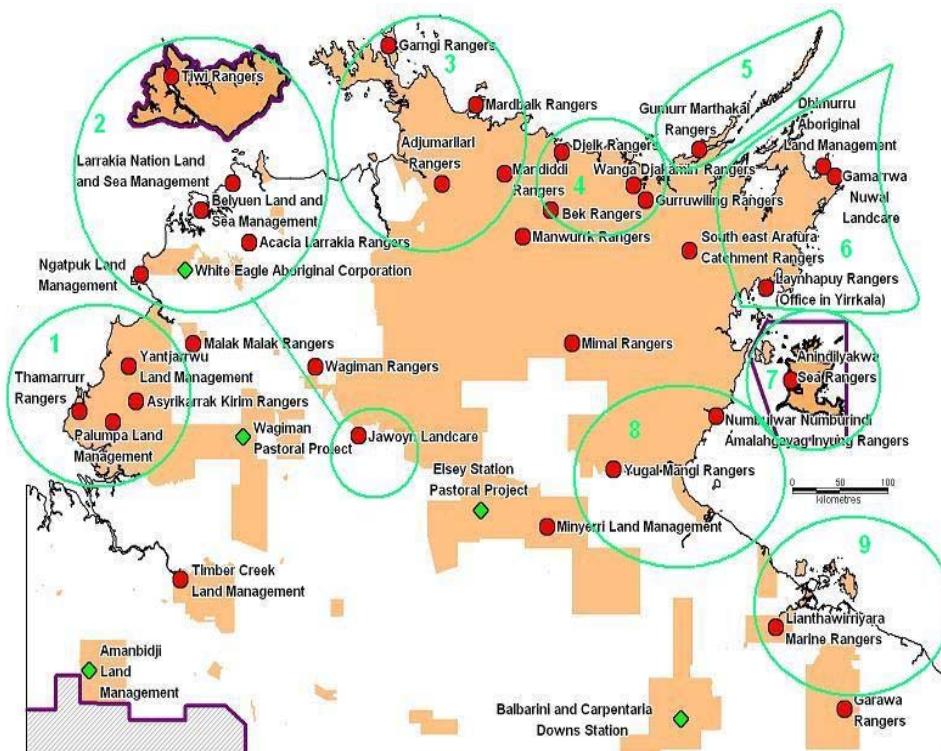 Garngi Rangers
3
5
Tiwi Rangers
2
Mardbalk Rangers
Gumurr Marthakal
Rangers
Dhimurru
Aboriginal
Land Management
Adjumarllarl
Rangers
Djelk Rangers
Larrakia Nation Land
and Sea Management
Mandiddi
Rangers
Wanga Djakamirr Rangers
4
Gamarrwa
Nuwal
Landcare
Belyuen Land and
Sea Management
Gurruwiling Rangers
Bek Rangers
Acacia Larrakia Rangers
Manwurrk Rangers
South east Arafura
Catchment Rangers
6
Ngatpuk Land
Management
White Eagle Aboriginal Corporation
Laynhapuy Rangers
(Office in Yirrkala)
1
Malak Malak Rangers
Mimal Rangers
Yantjarrwu
Land Management
Wagiman Rangers
Anindilyakwa
Sea Rangers
7
Thamarrurr
Rangers
Asyrikarrak Kirim Rangers
Palumpa Land
Management
Wagiman
Pastoral Project
Jawoyn Landcare
8
Numbulwar Numburindi
Amalahgayag Inyung Rangers
Elsey Station
Pastoral Project
Yugal Mangi Rangers
50 0 50 100
kilometres
Minyerri Land Management
9
Timber Creek
Land Management
Lianthawirriyara
Marine Rangers
Amanbidji
Land
Management
Balbarini and Carpentaria
Downs Station
Garawa
Rangers